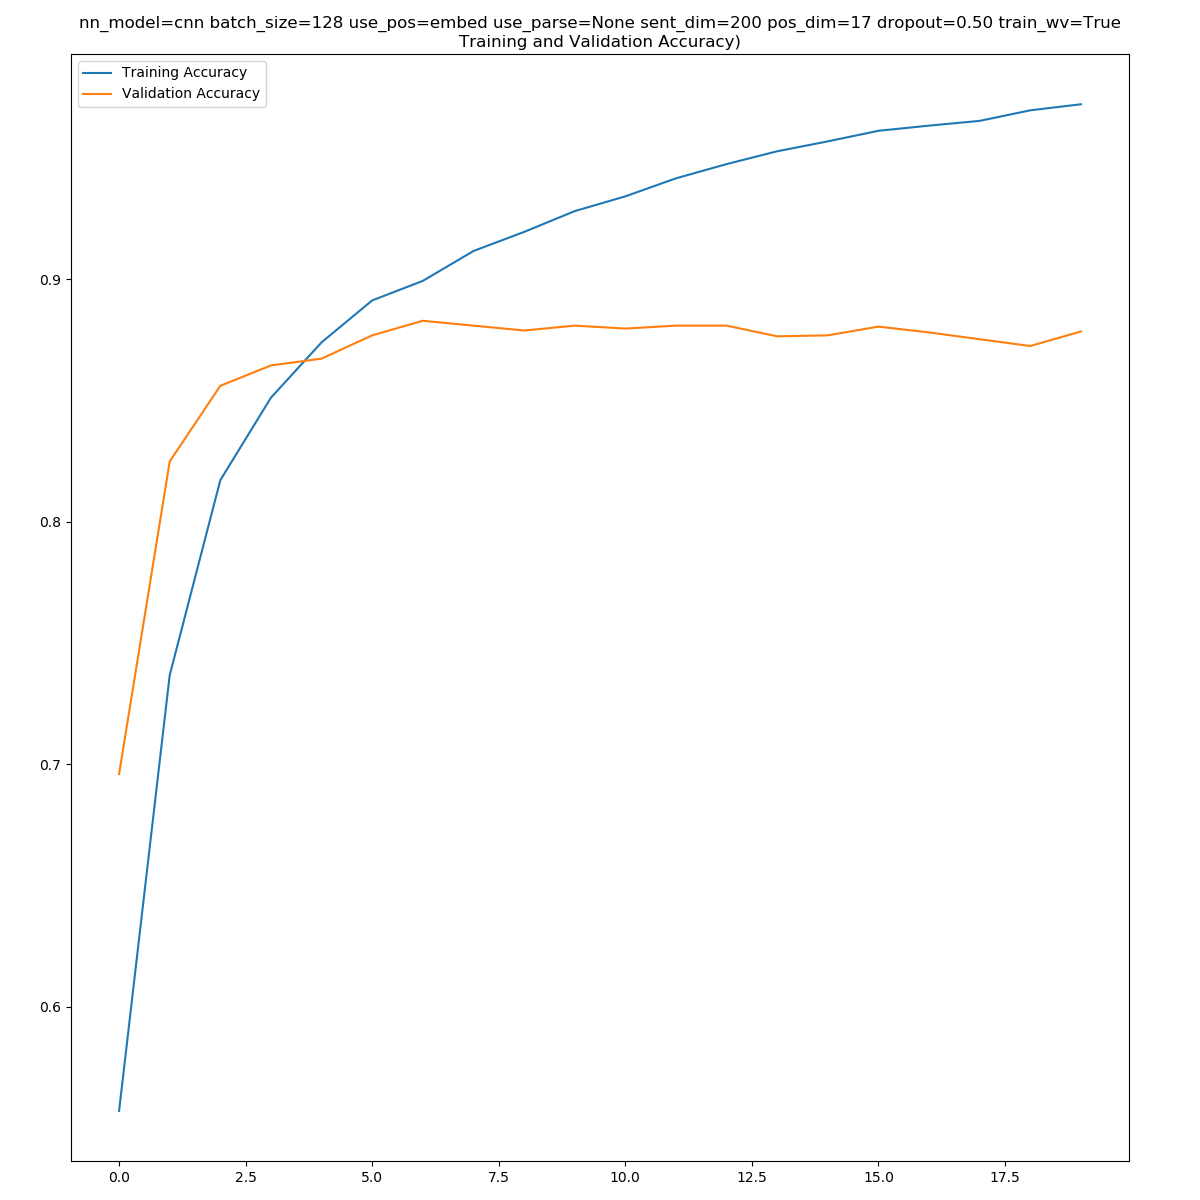 nn_model=cnn batch_size=128 use_pos=embed use_parse=None sent_dim=200 pos_dim=17 dropout=0.50 train_wv=True
Training and Validation Accuracy)
Training Accuracy
Validation Accuracy
0.9
0.8
0.7
0.6
0.0 2.5 5.0 7.5 10.0 12.5 15.0 17.5